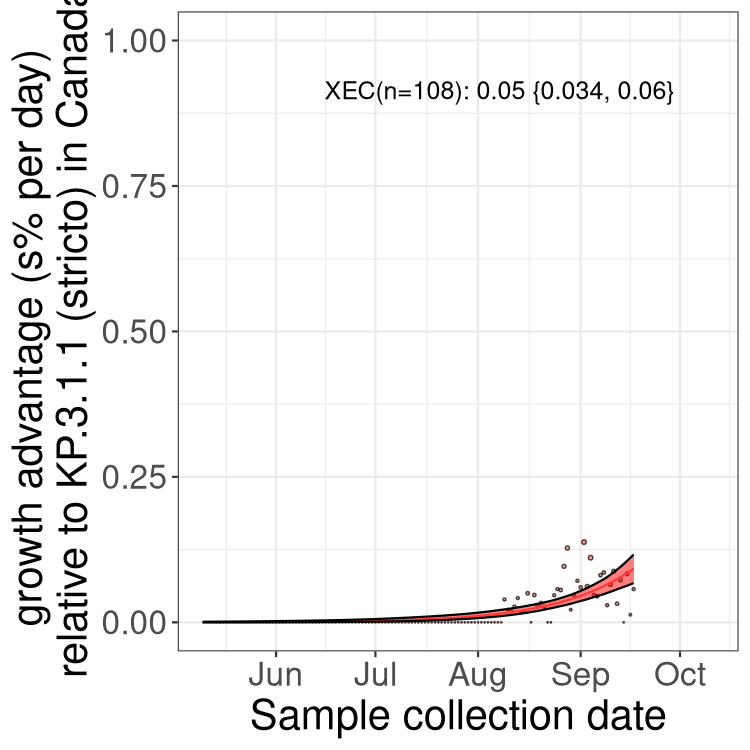 growth advantage (s% per day)
relative to KP.3.1.1 (stricto) in Canada
1.00
0.75
0.50
0.25
0.00
XEC(n=108): 0.05 {0.034, 0.06}
Jun Jul Aug Sep Oct
Sample collection date